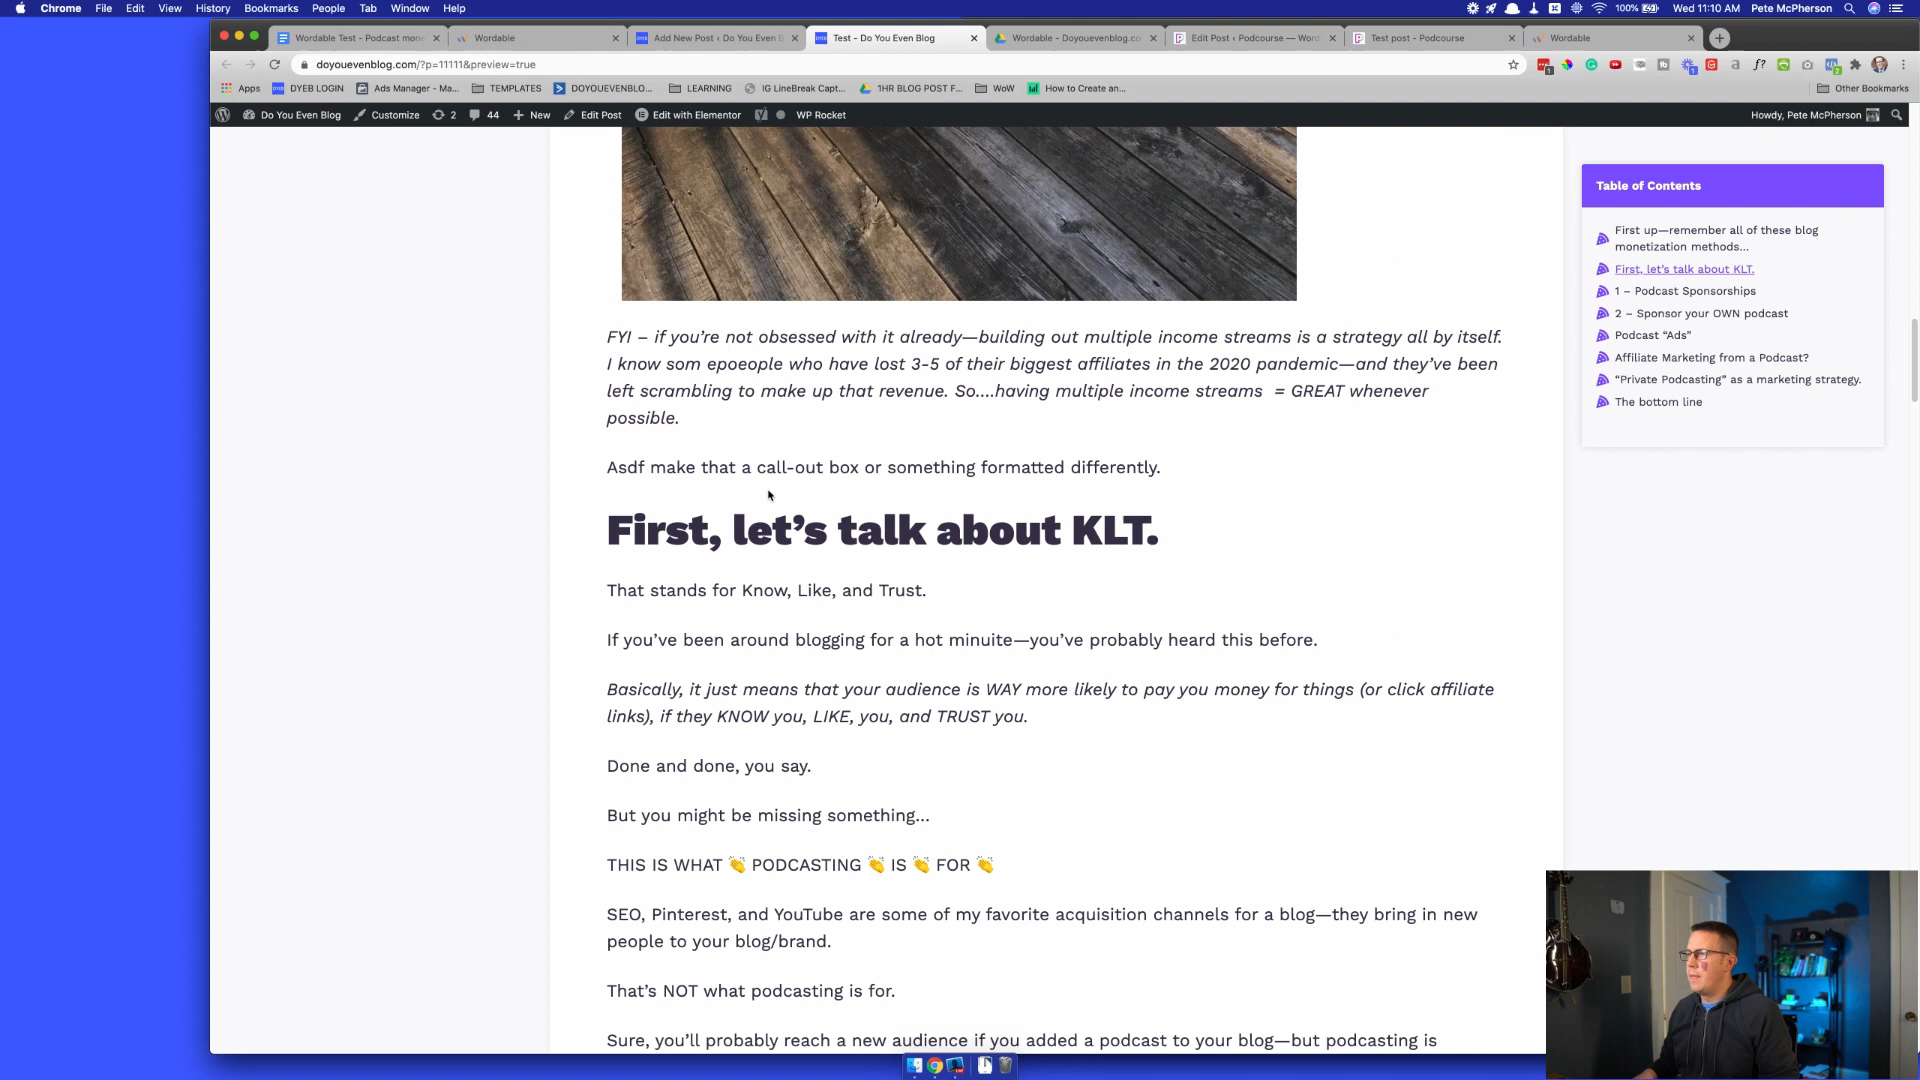 Chrome File Edit View History Bookmarks People Tab Window Help 100% Wed 11:10 AM Pete McPherson
Wordable Test - Podcast mone Wordable Add New Post ‹ Do You Even B Test - Do You Even Blog Wordable - Doyouevenblog.co Edit Post ‹ Podcourse — Word Test post - Podcourse Wordable
doyouevenblog.com/?p=11111&preview=true
Apps DYEB LOGIN Ads Manager - Ma... TEMPLATES DOYOUEVENBLO... LEARNING IG LineBreak Capt... 1HR BLOG POST F... WoW How to Create an... Other Bookmarks
Do You Even Blog Customize 2 44 New Edit Post Edit with Elementor WP Rocket Howdy, Pete McPherson
FYI – if you’re not obsessed with it already—building out multiple income streams is a strategy all by itself.
I know som epoeople who have lost 3-5 of their biggest affiliates in the 2020 pandemic—and they’ve been
left scrambling to make up that revenue. So….having multiple income streams = GREAT whenever
possible.
Asdf make that a call-out box or something formatted differently.
First, let’s talk about KLT.
That stands for Know, Like, and Trust.
If you’ve been around blogging for a hot minuite—you’ve probably heard this before.
Basically, it just means that your audience is WAY more likely to pay you money for things (or click affiliate
links), if they KNOW you, LIKE, you, and TRUST you.
Done and done, you say.
But you might be missing something…
THIS IS WHAT 👏 PODCASTING 👏 IS 👏 FOR 👏
SEO, Pinterest, and YouTube are some of my favorite acquisition channels for a blog—they bring in new
people to your blog/brand.
That’s NOT what podcasting is for.
Sure, you’ll probably reach a new audience if you added a podcast to your blog—but podcasting is
Table of Contents
First up—remember all of these blog
monetization methods…
First, let’s talk about KLT.
1 – Podcast Sponsorships
2 – Sponsor your OWN podcast
Podcast “Ads”
Affiliate Marketing from a Podcast?
“Private Podcasting” as a marketing strategy.
The bottom line